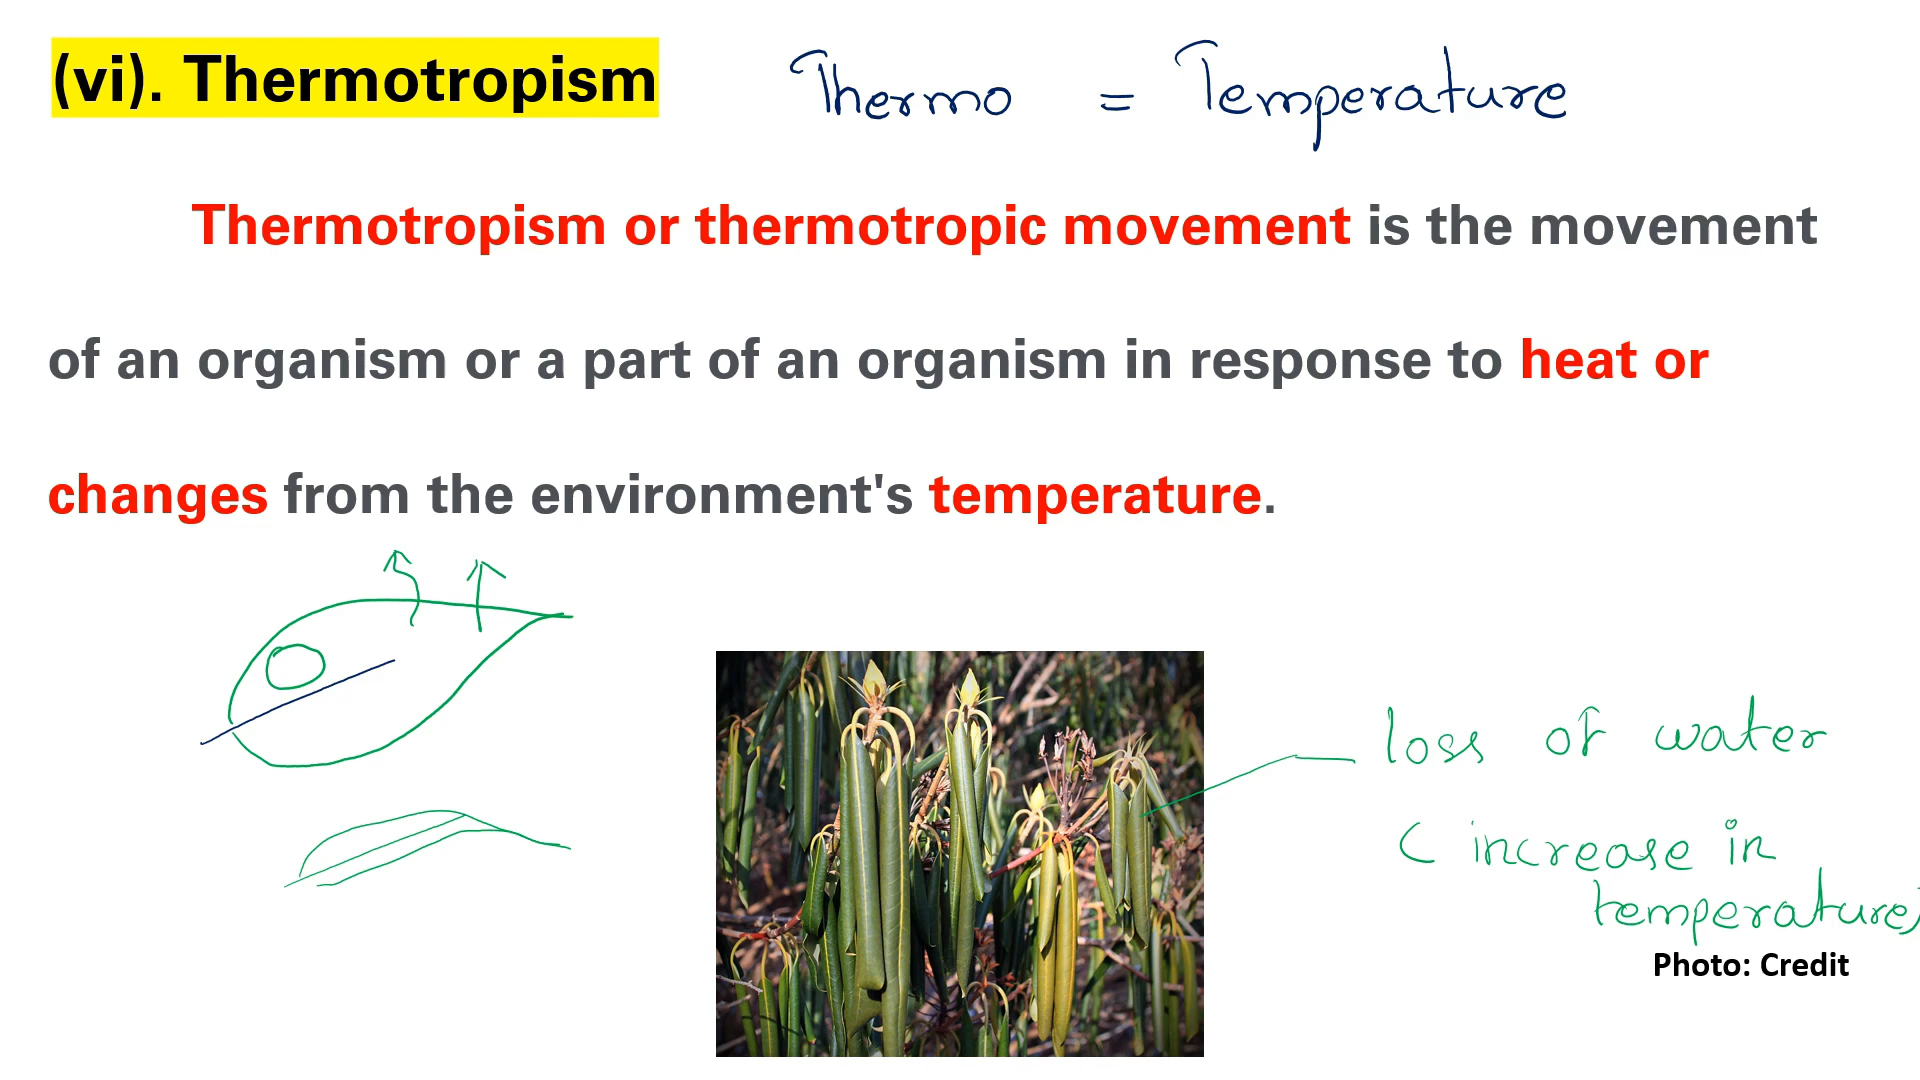 (vi). Thermotropism Thermo = Temperature
Thermotropism or thermotropic movement is the movement
of an organism or a part of an organism in response to heat or
changes from the environment's temperature.
loss of water
( increase in
temperature)
Photo: Credit